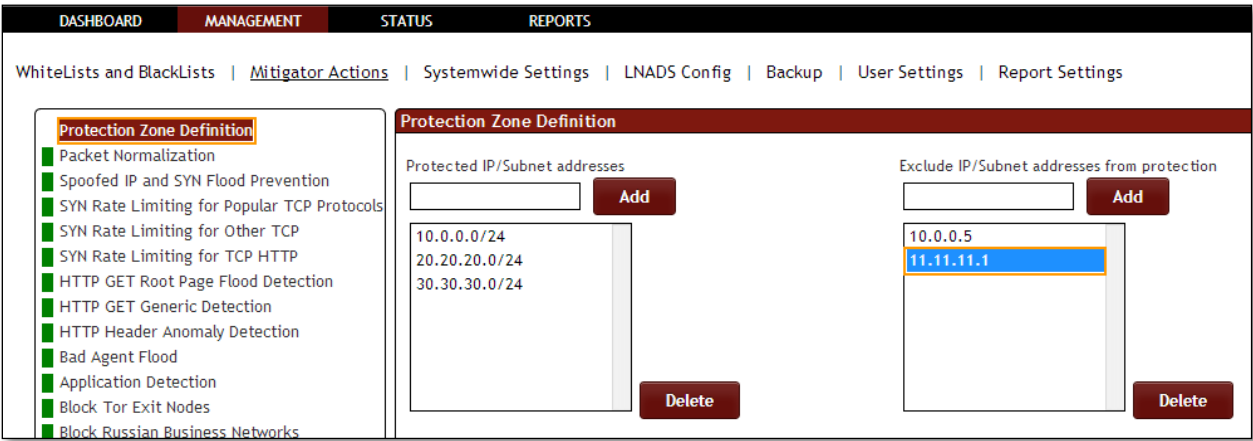 DASHBOARD MANAGEMENT STATUS REPORTS
WhiteLists and BlackLists | Mitigator Actions | Systemwide Settings | LNADS Config | Backup | User Settings | Report Settings
Protection Zone Definition
Packet Normalization
Spoofed IP and SYN Flood Prevention
SYN Rate Limiting for Popular TCP Protocols
SYN Rate Limiting for Other TCP
SYN Rate Limiting for TCP HTTP
HTTP GET Root Page Flood Detection
HTTP GET Generic Detection
HTTP Header Anomaly Detection
Bad Agent Flood
Application Detection
Block Tor Exit Nodes
Block Russian Business Networks
Protection Zone Definition
Protected IP/Subnet addresses
Add
10.0.0.0/24
20.20.20.0/24
30.30.30.0/24
Delete
Exclude IP/Subnet addresses from protection
Add
10.0.0.5
11.11.11.1
Delete